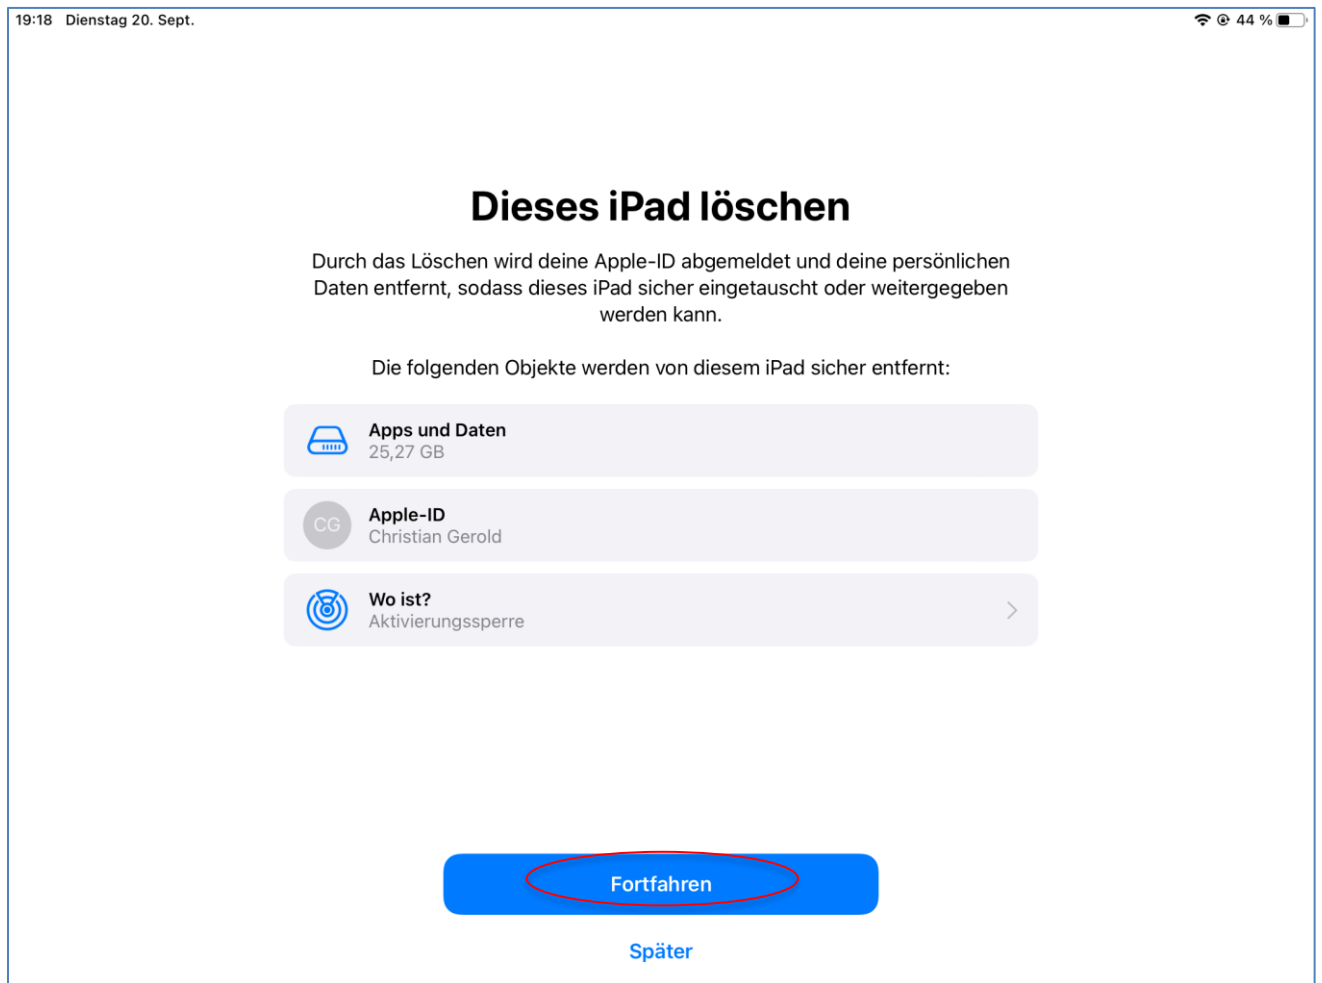 19:18 Dienstag 20. Sept.
44 %
Dieses iPad löschen
Durch das Löschen wird deine Apple-ID abgemeldet und deine persönlichen
Daten entfernt, sodass dieses iPad sicher eingetauscht oder weitergegeben
werden kann.
Die folgenden Objekte werden von diesem iPad sicher entfernt:
Apps und Daten
25,27 GB
CG
Apple-ID
Christian Gerold
Wo ist?
Aktivierungssperre
Fortfahren
Später